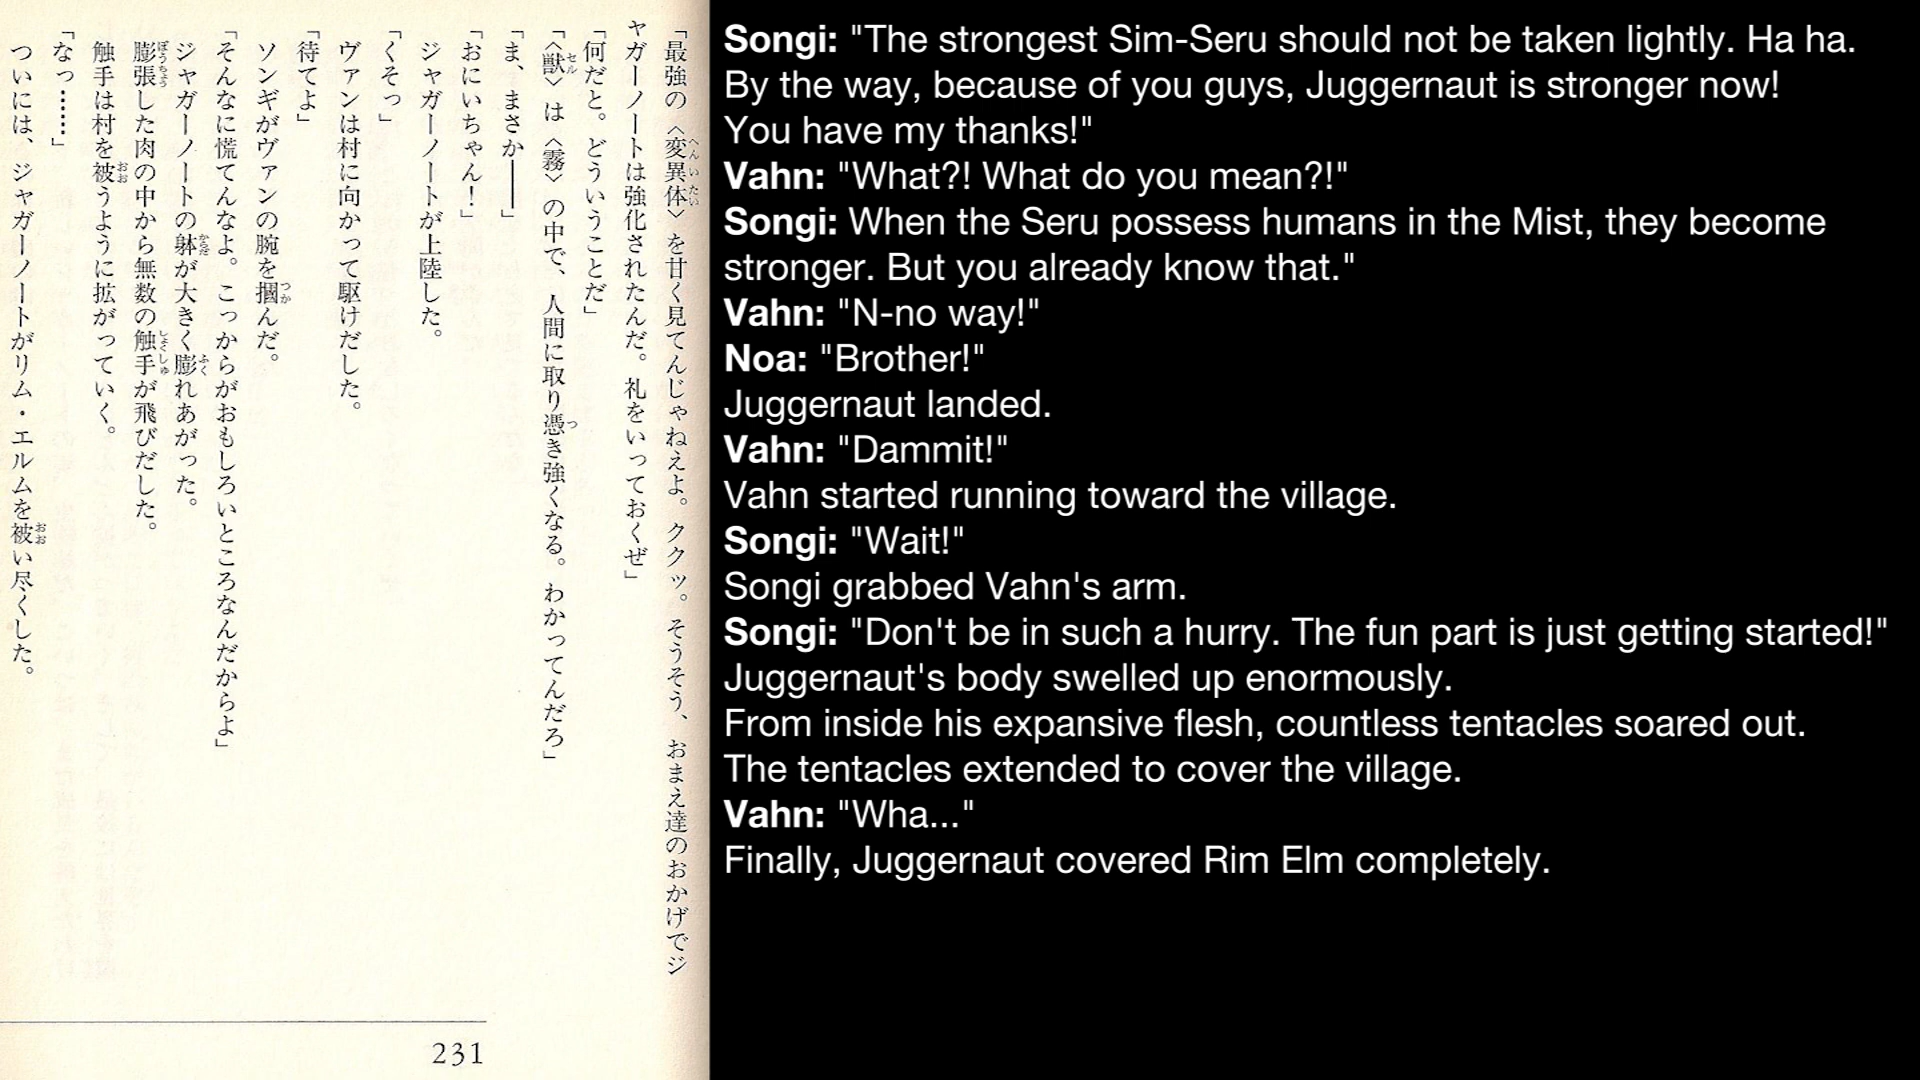 「最強の〈変異体〉を甘く見てんじゃねえよ。ククッ。そうそう、おまえ達のおかげでジ
ャガーノートは強化されたんだ。礼をいっておくぜ」
「何だと。どういうことだ」
「〈獣〉は〈霧〉の中で、人間に取り憑き強くなる。わかってんだろ」
「ま、まさか——」
「おにいちゃん!」
ジャガーノートが上陸した。
「くそっ」
ヴァンは村に向かって駆けだした。
「待てよ」
ソンギがヴァンの腕を掴んだ。
「そんなに慌てんなよ。こっからがおもしろいところなんだからよ」
ジャガーノートの躰が大きく膨れあがった。
膨張した肉の中から無数の触手が飛びだした。
触手は村を被うように拡がっていく。
「なっ……」
ついには、ジャガーノートがリム・エルムを被い尽くした。
231
Songi: "The strongest Sim-Seru should not be taken lightly. Ha ha.
By the way, because of you guys, Juggernaut is stronger now!
You have my thanks!"
Vahn: "What?! What do you mean?!"
Songi: When the Seru possess humans in the Mist, they become
stronger. But you already know that."
Vahn: "N-no way!"
Noa: "Brother!"
Juggernaut landed.
Vahn: "Dammit!"
Vahn started running toward the village.
Songi: "Wait!"
Songi grabbed Vahn's arm.
Songi: "Don't be in such a hurry. The fun part is just getting started!"
Juggernaut's body swelled up enormously.
From inside his expansive flesh, countless tentacles soared out.
The tentacles extended to cover the village.
Vahn: "Wha..."
Finally, Juggernaut covered Rim Elm completely.